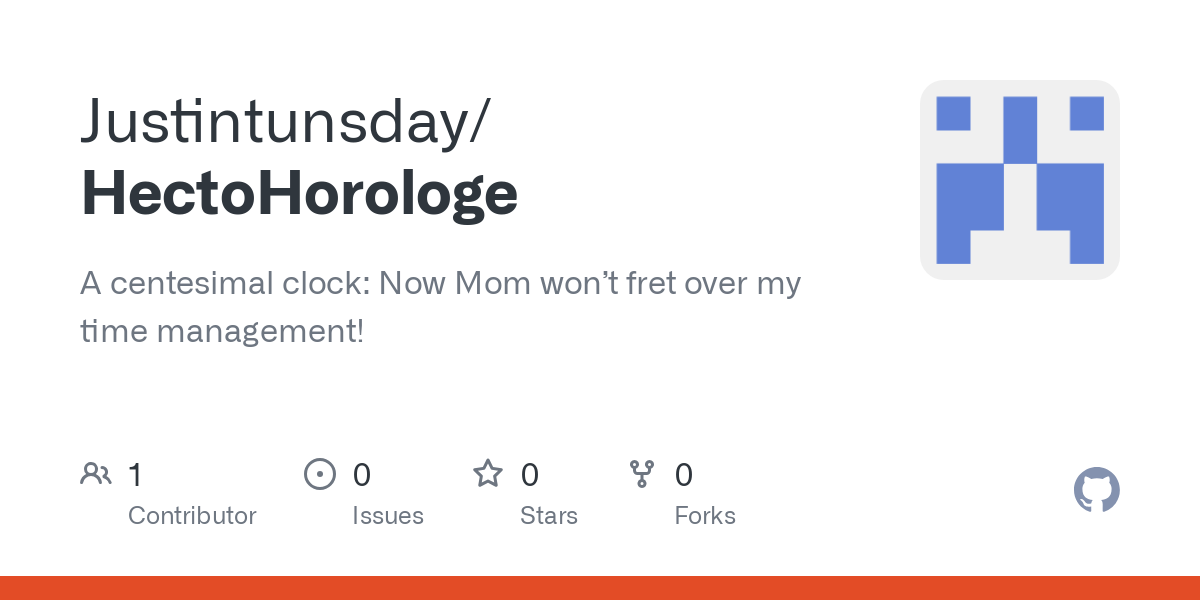 Justintunsday/
HectoHorologe
A centesimal clock: Now Mom won’t fret over my
time management!
1
Contributor
0
Issues
0
Stars
0
Forks